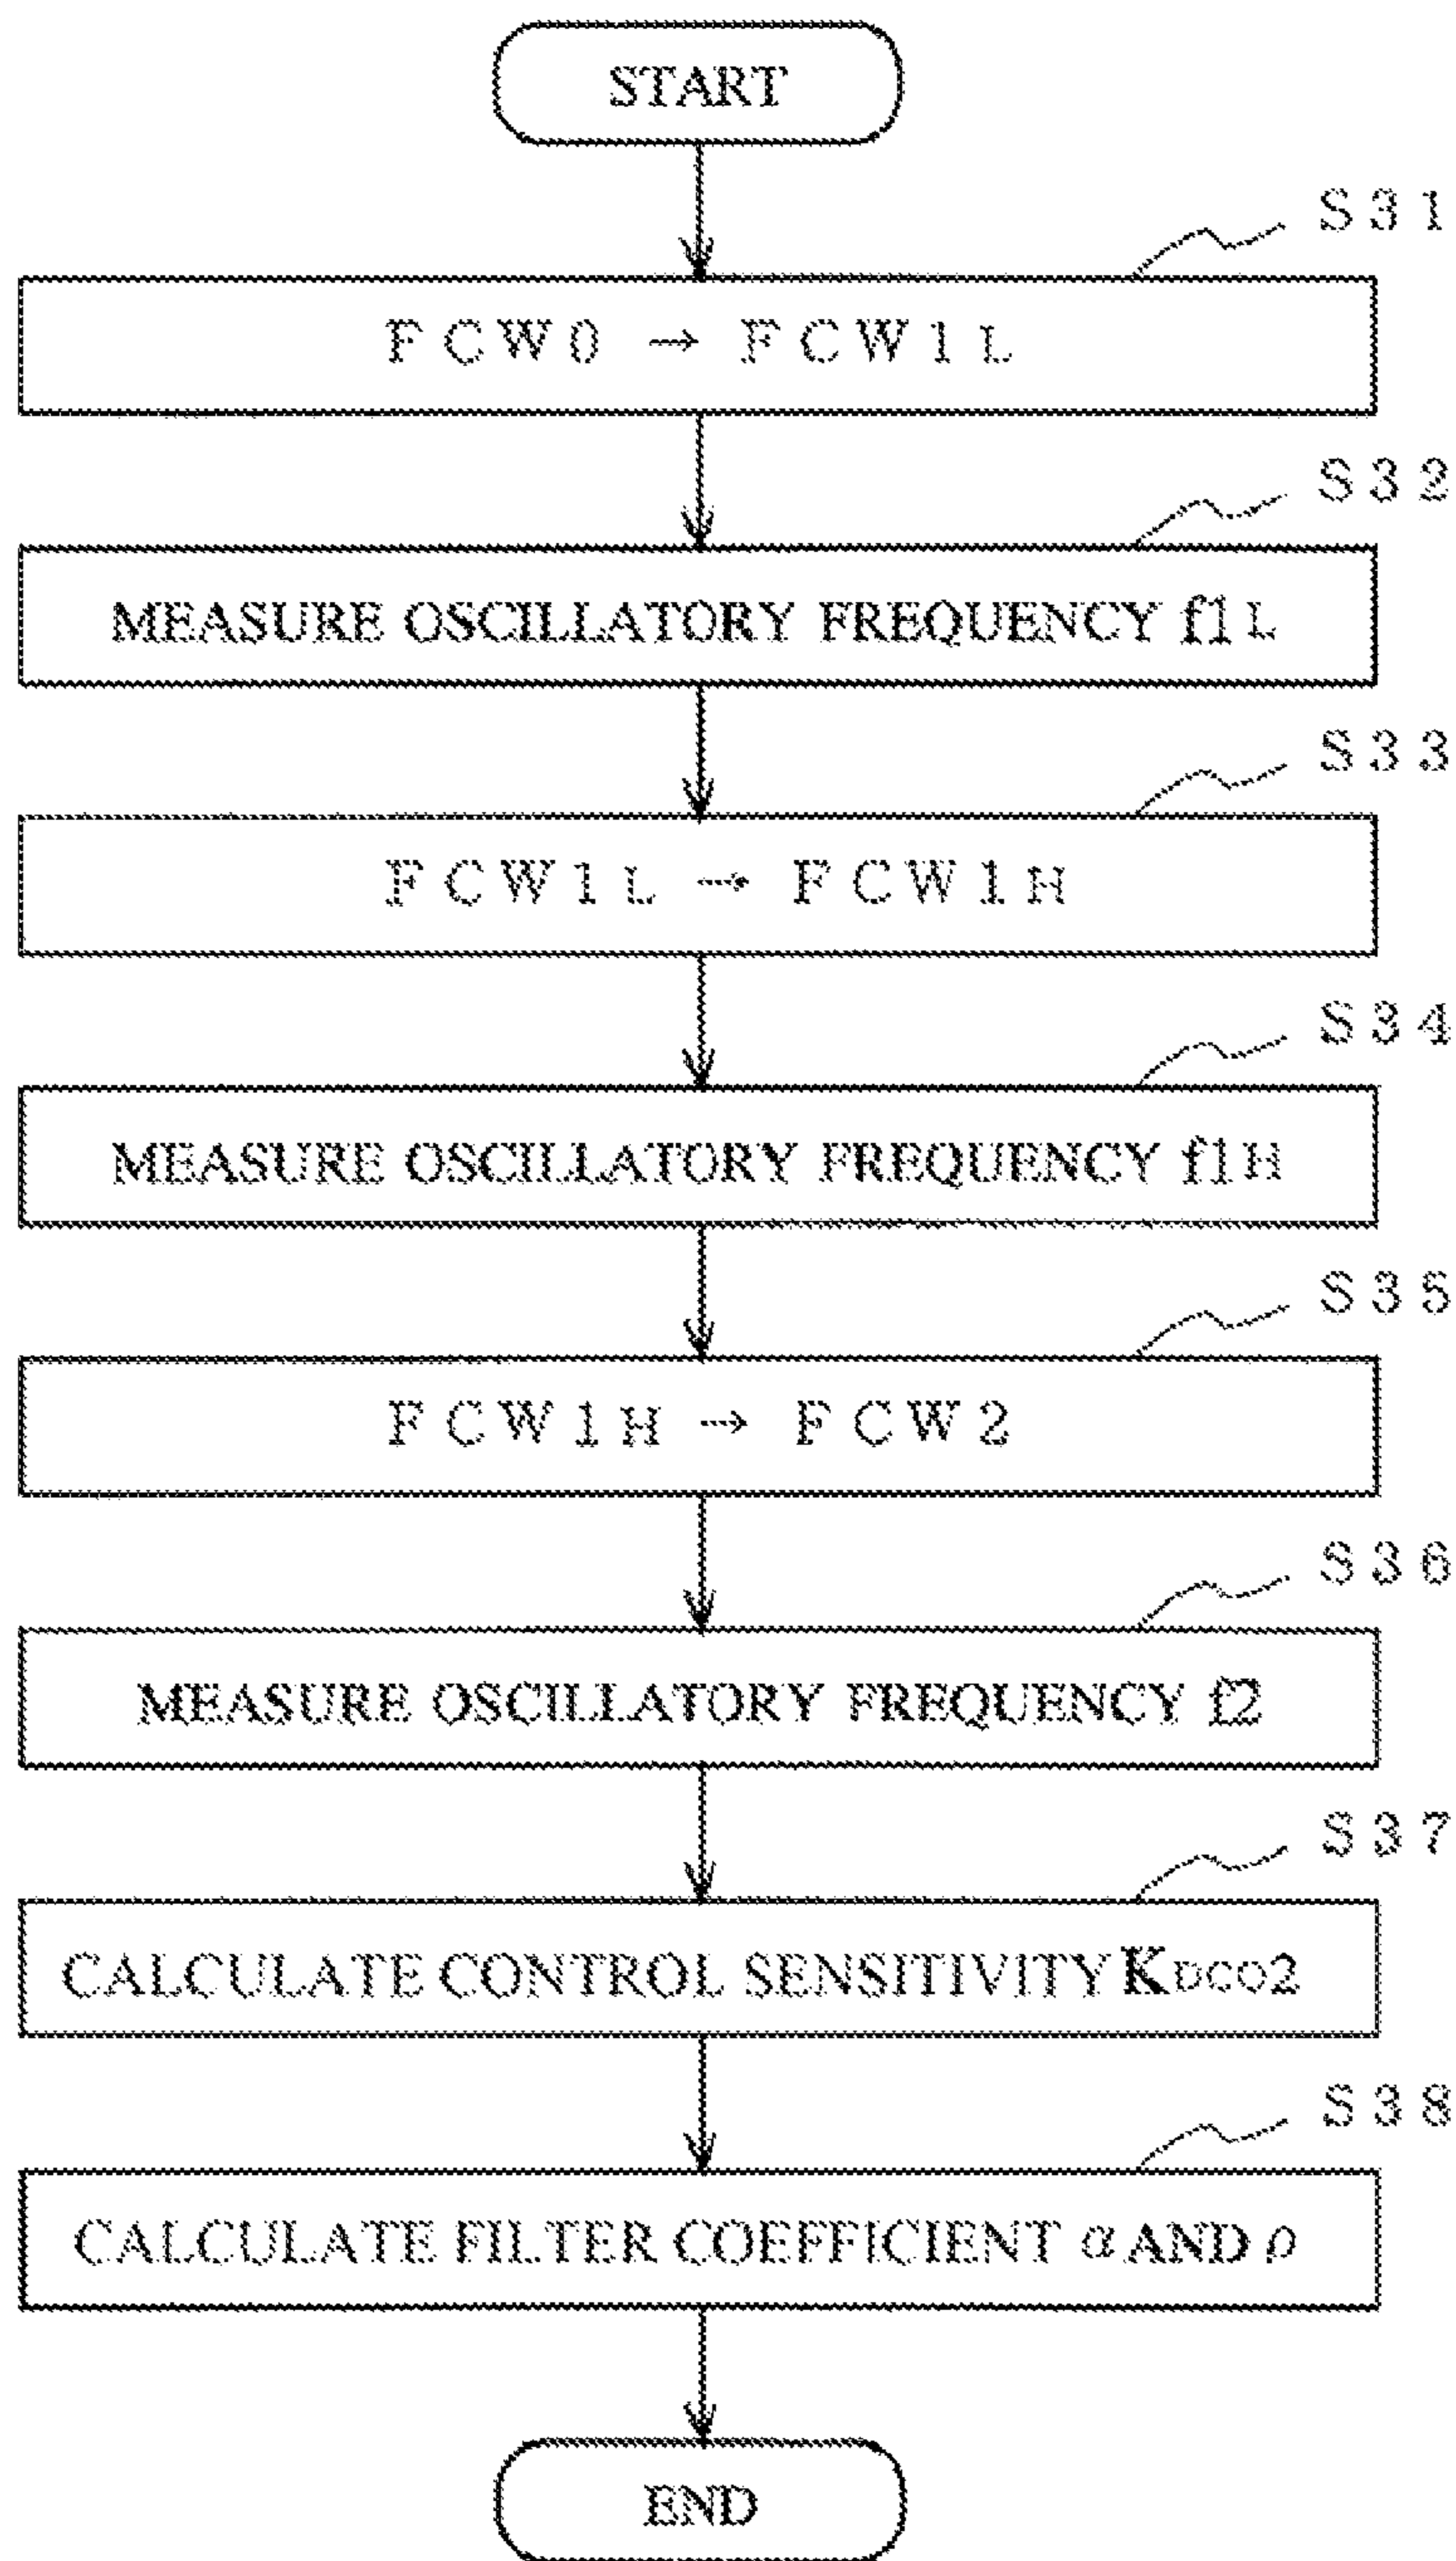 START
S31
FCW0 → FCW1L
S32
MEASURE OSCILLATORY FREQUENCY f1L
S33
FCW1L → FCW1H
S34
MEASURE OSCILLATORY FREQUENCY f1H
S35
FCW1H → FCW2
S36
MEASURE OSCILLATORY FREQUENCY f2
S37
CALCULATE CONTROL SENSITIVITY KDCO2
S38
CALCULATE FILTER COEFFICIENT α AND ρ
END